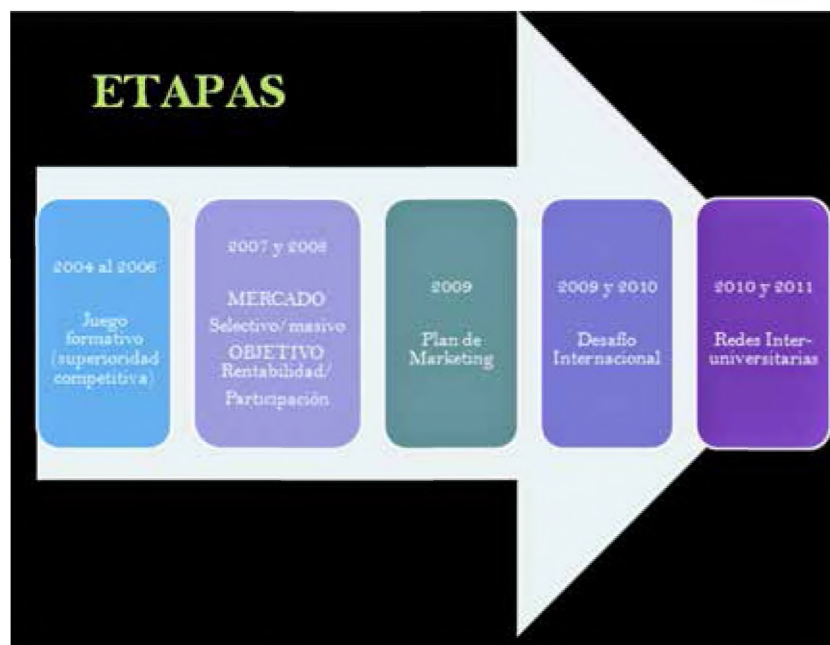 ETAPAS
2004 al 2006
Juego
formativo
(superioridad
competitiva)
2007 y 2008
MERCADO
Selectivo/masivo
OBJETIVO
Rentabilidad/
Participación
2009
Plan de
Marketing
2009 y 2010
Desafío
Internacional
2010 y 2011
Redes Inter-
universitarias